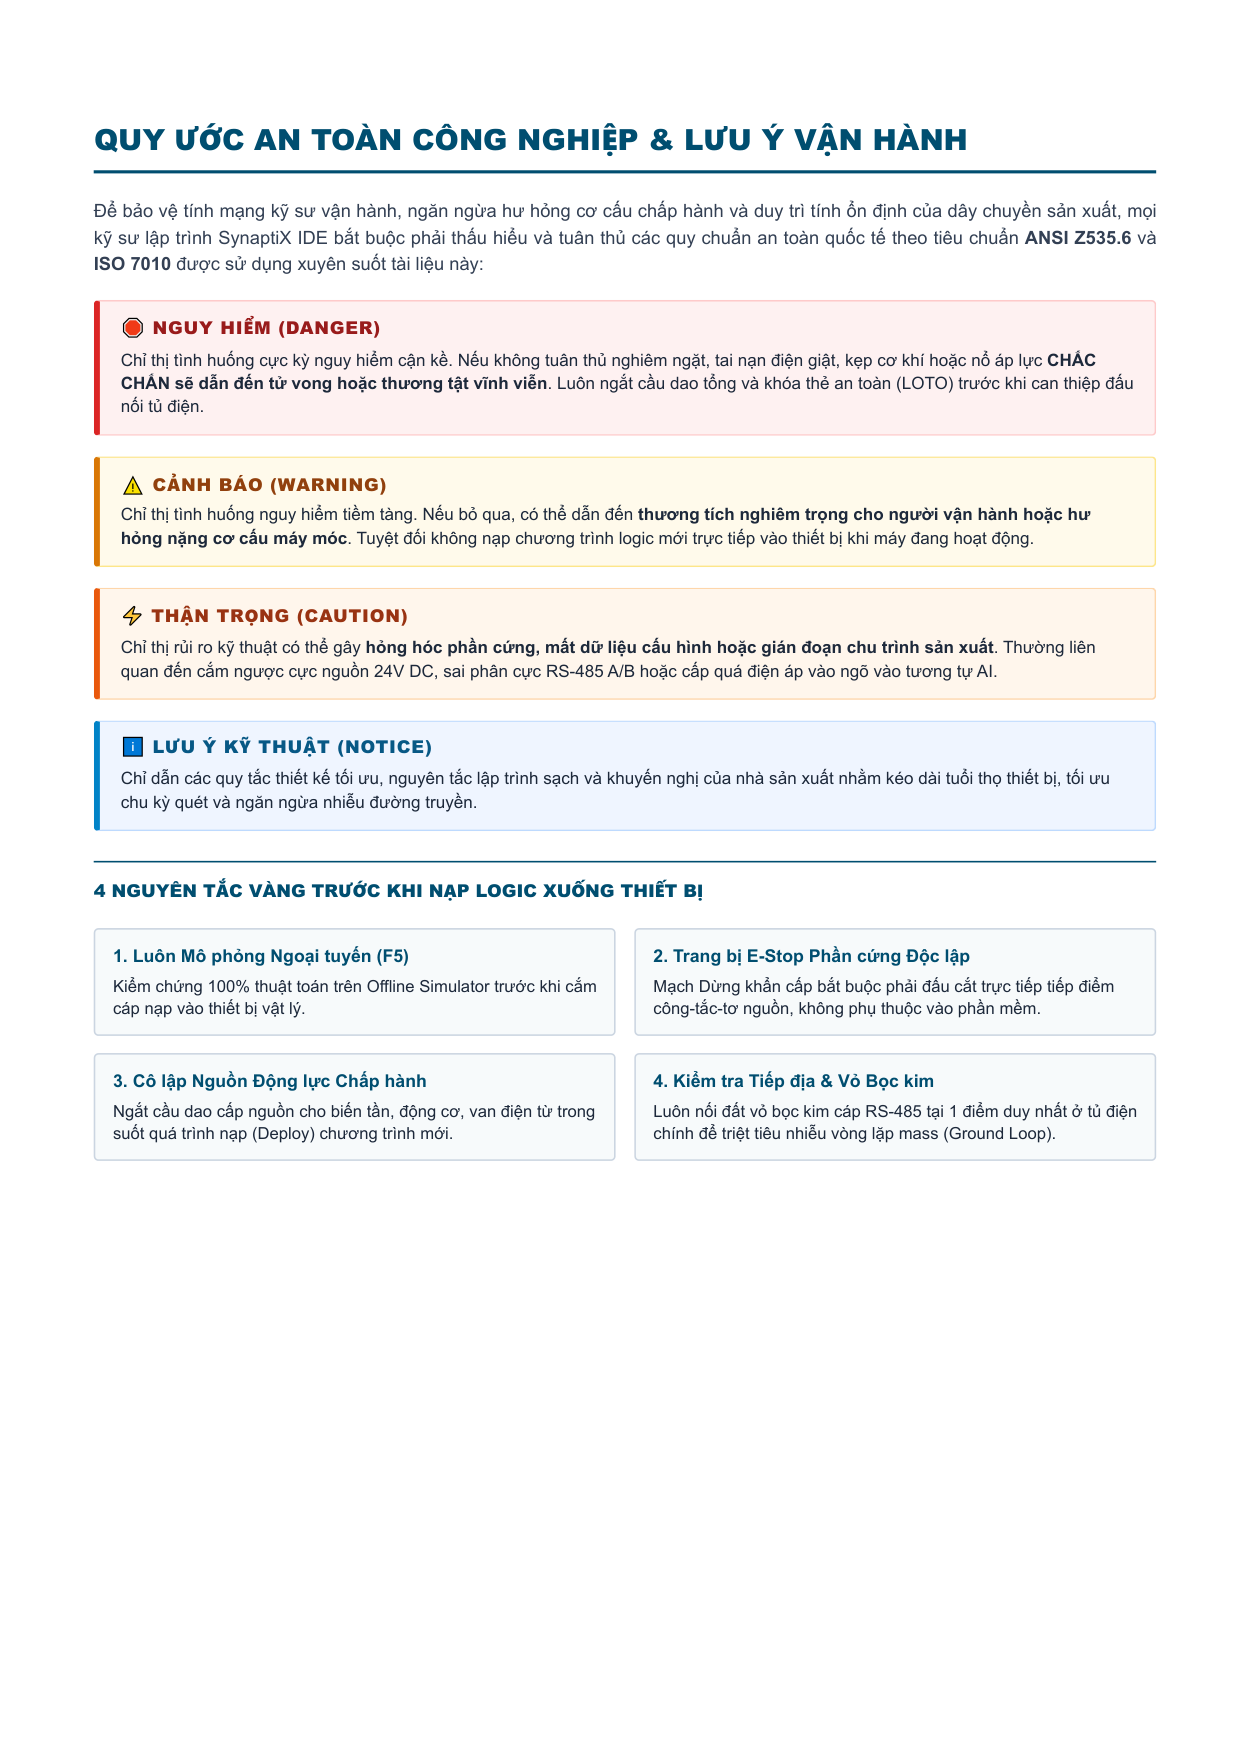 QUY ƯỚC AN TOÀN CÔNG NGHIỆP & LƯU Ý VẬN HÀNH
Để bảo vệ tính mạng kỹ sư vận hành, ngăn ngừa hư hỏng cơ cấu chấp hành và duy trì tính ổn định của dây chuyền sản xuất, mọi
kỹ sư lập trình SynaptiX IDE bắt buộc phải thấu hiểu và tuân thủ các quy chuẩn an toàn quốc tế theo tiêu chuẩn ANSI Z535.6 và
ISO 7010 được sử dụng xuyên suốt tài liệu này:
NGUY HIỂM (DANGER)
Chỉ thị tình huống cực kỳ nguy hiểm cận kề. Nếu không tuân thủ nghiêm ngặt, tai nạn điện giật, kẹp cơ khí hoặc nổ áp lực CHẮC
CHẮN sẽ dẫn đến tử vong hoặc thương tật vĩnh viễn. Luôn ngắt cầu dao tổng và khóa thẻ an toàn (LOTO) trước khi can thiệp đấu
nối tủ điện.
CẢNH BÁO (WARNING)
Chỉ thị tình huống nguy hiểm tiềm tàng. Nếu bỏ qua, có thể dẫn đến thương tích nghiêm trọng cho người vận hành hoặc hư
hỏng nặng cơ cấu máy móc. Tuyệt đối không nạp chương trình logic mới trực tiếp vào thiết bị khi máy đang hoạt động.
THẬN TRỌNG (CAUTION)
Chỉ thị rủi ro kỹ thuật có thể gây hỏng hóc phần cứng, mất dữ liệu cấu hình hoặc gián đoạn chu trình sản xuất. Thường liên
quan đến cắm ngược cực nguồn 24V DC, sai phân cực RS-485 A/B hoặc cấp quá điện áp vào ngõ vào tương tự AI.
LƯU Ý KỸ THUẬT (NOTICE)
Chỉ dẫn các quy tắc thiết kế tối ưu, nguyên tắc lập trình sạch và khuyến nghị của nhà sản xuất nhằm kéo dài tuổi thọ thiết bị, tối ưu
chu kỳ quét và ngăn ngừa nhiễu đường truyền.
4 NGUYÊN TẮC VÀNG TRƯỚC KHI NẠP LOGIC XUỐNG THIẾT BỊ
1. Luôn Mô phỏng Ngoại tuyến (F5)
Kiểm chứng 100% thuật toán trên Offline Simulator trước khi cắm
cáp nạp vào thiết bị vật lý.
2. Trang bị E-Stop Phần cứng Độc lập
Mạch Dừng khẩn cấp bắt buộc phải đấu cắt trực tiếp tiếp điểm
công-tắc-tơ nguồn, không phụ thuộc vào phần mềm.
3. Cô lập Nguồn Động lực Chấp hành
Ngắt cầu dao cấp nguồn cho biến tần, động cơ, van điện từ trong
suốt quá trình nạp (Deploy) chương trình mới.
4. Kiểm tra Tiếp địa & Vỏ Bọc kim
Luôn nối đất vỏ bọc kim cáp RS-485 tại 1 điểm duy nhất ở tủ điện
chính để triệt tiêu nhiễu vòng lặp mass (Ground Loop).